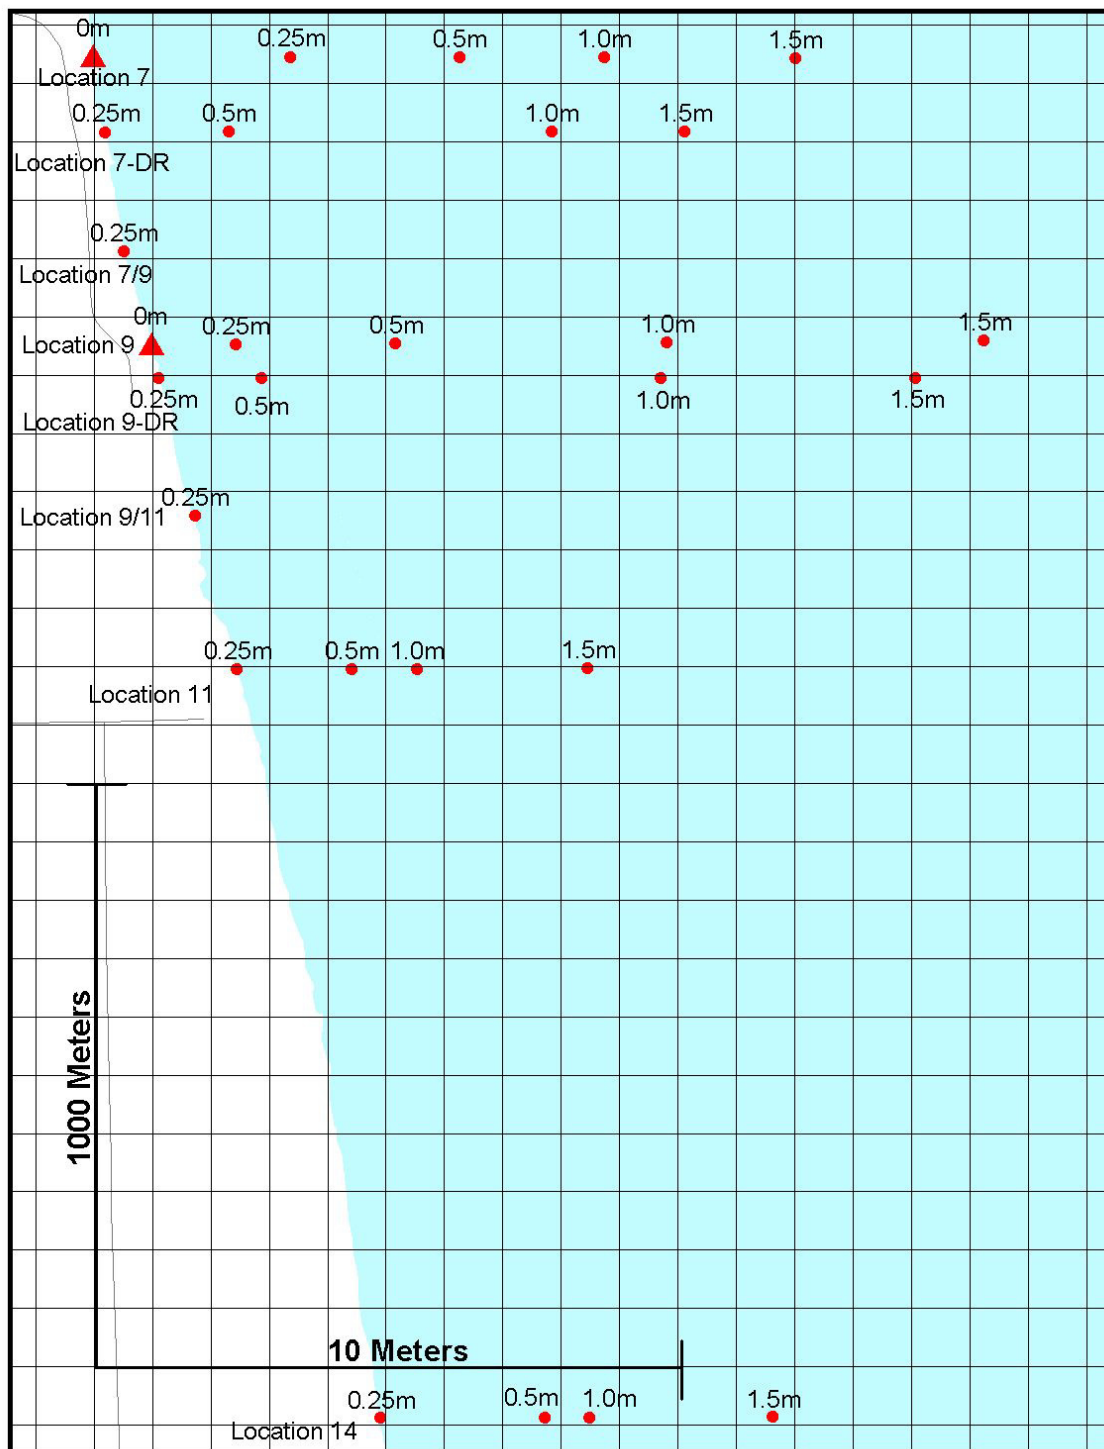 0m 0.25m 0.5m 1.0m 1.5m
Location 7
0.25m 0.5m 1.0m 1.5m
Location 7-DR
0.25m
Location 7/9
0m 0.25m 0.5m 1.0m 1.5m
Location 9
0.25m 0.5m 1.0m 1.5m
Location 9-DR
0.25m
Location 9/11
0.25m 0.5m 1.0m 1.5m
Location 11
1000 Meters
10 Meters
0.25m 0.5m 1.0m 1.5m
Location 14